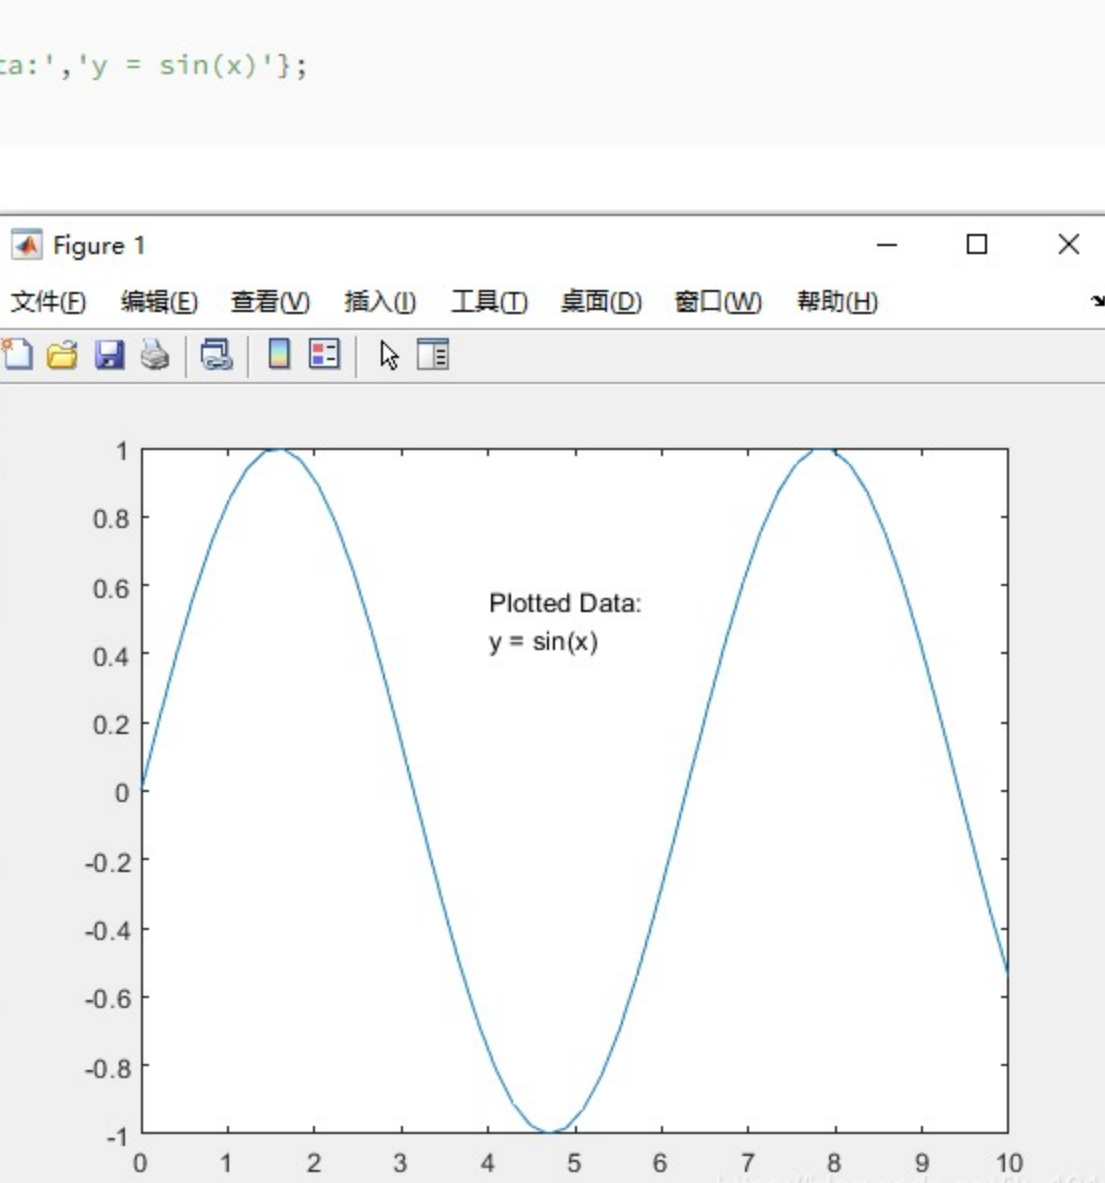 ta:','y = sin(x)'};
Figure 1
文件(F) 编辑(E) 查看(V) 插入(I) 工具(T) 桌面(D) 窗口(W) 帮助(H)
1
0.8
0.6
Plotted Data:
y = sin(x)
0.4
0.2
0
-0.2
-0.4
-0.6
-0.8
-1
0 1 2 3 4 5 6 7 8 9 10